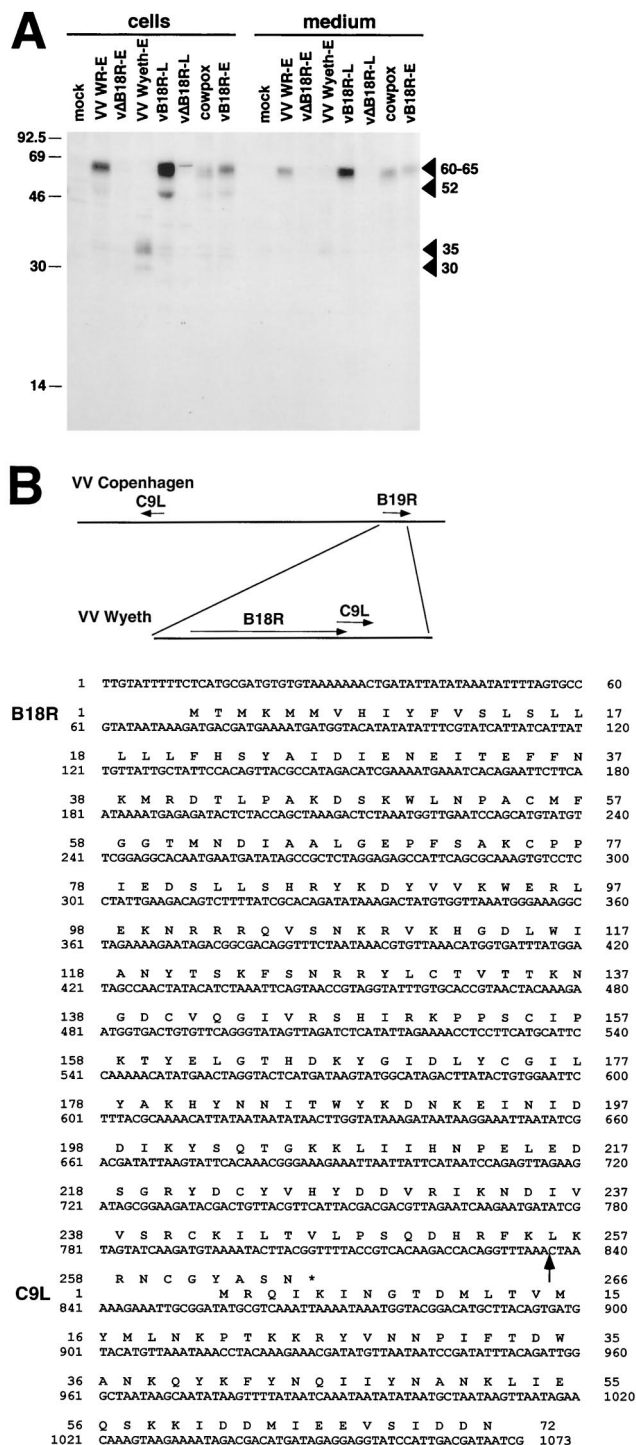 A
cells medium
mock
VV WR-E
vΔB18R-E
VV Wyeth-E
vB18R-L
vΔB18R-L
cowpox
vB18R-E
mock
VV WR-E
vΔB18R-E
VV Wyeth-E
vB18R-L
vΔB18R-L
cowpox
vB18R-E
92.5
69
46
30
14
60-65
52
35
30
B
VV Copenhagen
C9L
B19R
VV Wyeth
B18R
C9L
1 TTGTATTTTTCTCATGCGATGTGTGTAAAAAAACTGATATTATATAAATATTTTAGTGCC 60
B18R 1 M T M K M M V H I Y F V S L S L L 17
61 GTATAATAAAGATGACGATGAAAATGATGGTACATATATATTTCGTATCATTATCATTAT 120
18 L L L F H S Y A I D I E N E I T E F F N 37
121 TGTTATTGCTATTCCACAGTTACGCCATAGACATCGAAAATGAAATCACAGAATTCTTCA 180
38 K M R D T L P A K D S K W L N P A C M F 57
181 ATAAAATGAGAGATACTCTACCAGCTAAAGACTCTAAATGGTTGAATCCAGCATGTATGT 240
58 G G T M N D I A A L G E P F S A K C P P 77
241 TCGGAGGCACAATGAATGATATAGCCGCTCTAGGAGAGCCATTCAGCGCAAAGTGTCCTC 300
78 I E D S L L S H R Y K D Y V V K W E R L 97
301 CTATTGAAGACAGTCTTTTATCGCACAGATATAAAGACTATGTGGTTAAATGGGAAAGGC 360
98 E K N R R R Q V S N K R V K H G D L W I 117
361 TAGAAAAGAATAGACGGCGACAGGTTTCTAATAAACGTGTTAAACATGGTGATTTATGGA 420
118 A N Y T S K F S N R R Y L C T V T T K N 137
421 TAGCCAACTATACATCTAAATTCAGTAACCGTAGGTATTTGTGCACCGTAACTACAAAGA 480
138 G D C V Q G I V R S H I R K P P S C I P 157
481 ATGGTGACTGTGTTCAGGGTATAGTTAGATCTCATATTAGAAAACCTCCTTCATGCATTC 540
158 K T Y E L G T H D K Y G I D L Y C G I L 177
541 CAAAAACATATGAACTAGGTACTCATGATAAGTATGGCATAGACTTATACTGTGGAATTC 600
178 Y A K H Y N N I T W Y K D N K E I N I D 197
601 TTTACGCAAAACATTATAATAATATAACTTGGTATAAAGATAATAAGGAAATTAATATCG 660
198 D I K Y S Q T G K K L I I H N P E L E D 217
661 ACGATATTAAGTATTCACAAACGGGAAAGAAATTAATTATTCATAATCCAGAGTTAGAAG 720
218 S G R Y D C Y V H Y D D V R I K N D I V 237
721 ATAGCGGAAGATACGACTGTTACGTTCATTACGACGACGTTAGAATCAAGAATGATATCG 780
238 V S R C K I L T V L P S Q D H R F K L K 257
781 TAGTATCAAGATGTAAAATACTTACGGTTTTACCGTCACAAGACCACAGGTTTAAACTAA 840
258 R N C G Y A S N * 266
C9L 1 M R Q I K I N G T D M L T V M 15
841 AAAGAAATTGCGGATATGCGTCAAATTAAAATAAATGGTACGGACATGCTTACAGTGATG 900
16 Y M L N K P T K K R Y V N N P I F T D W 35
901 TACATGTTAAATAAACCTACAAAGAAACGATATGTTAATAATCCGATATTTACAGATTGG 960
36 A N K Q Y K F Y N Q I I Y N A N K L I E 55
961 GCTAATAAGCAATATAAGTTTTATAATCAAATAATATATAATGCTAATAAGTTAATAGAA 1020
56 Q S K K I D D M I E E V S I D D N 72
1021 CAAAGTAAGAAAATAGACGACATGATAGAGGAGGTATCCATTGACGATAATCG 1073